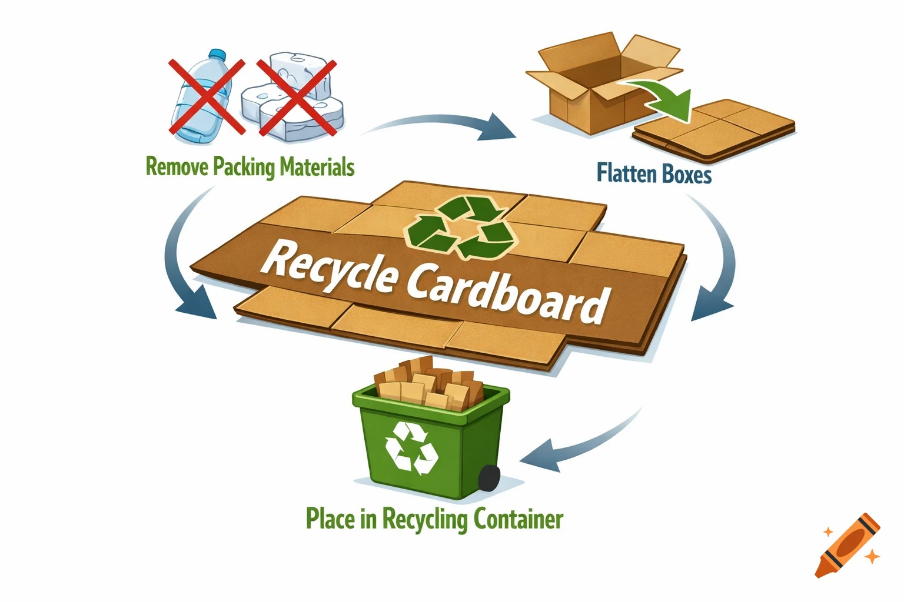 Remove Packing Materials
Flatten Boxes
Recycle Cardboard
Place in Recycling Container